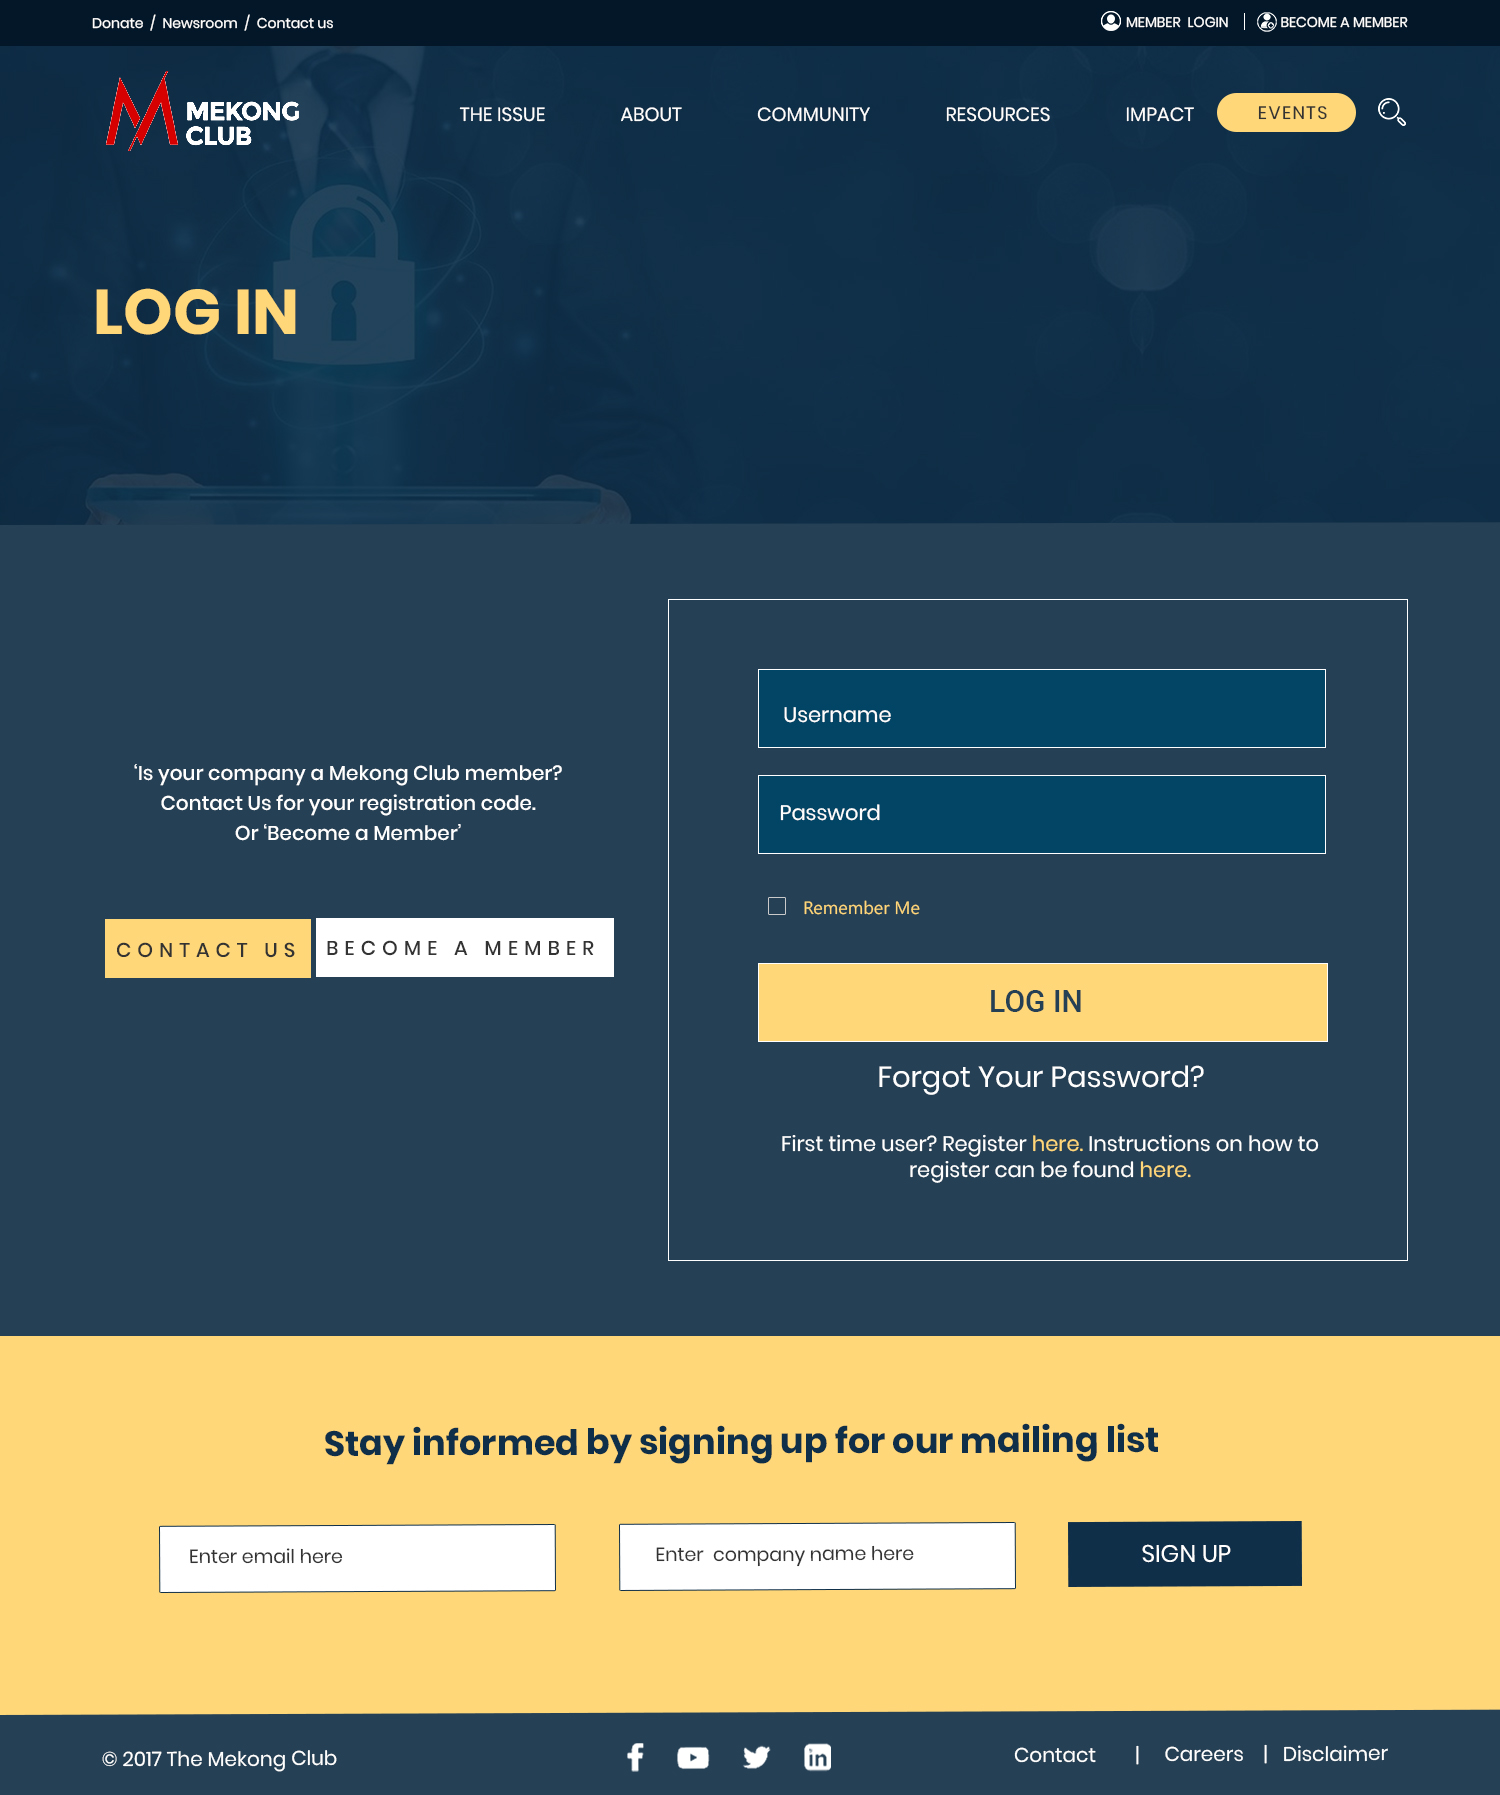 Donate / Newsroom / Contact us
MEMBER LOGIN | BECOME A MEMBER
MEKONG
CLUB
THE ISSUE ABOUT COMMUNITY RESOURCES IMPACT EVENTS
LOG IN
‘Is your company a Mekong Club member?
Contact Us for your registration code.
Or ‘Become a Member’
CONTACT US BECOME A MEMBER
Username
Password
Remember Me
LOG IN
Forgot Your Password?
First time user? Register here. Instructions on how to
register can be found here.
Stay informed by signing up for our mailing list
Enter email here
Enter company name here
SIGN UP
© 2017 The Mekong Club
Contact | Careers | Disclaimer